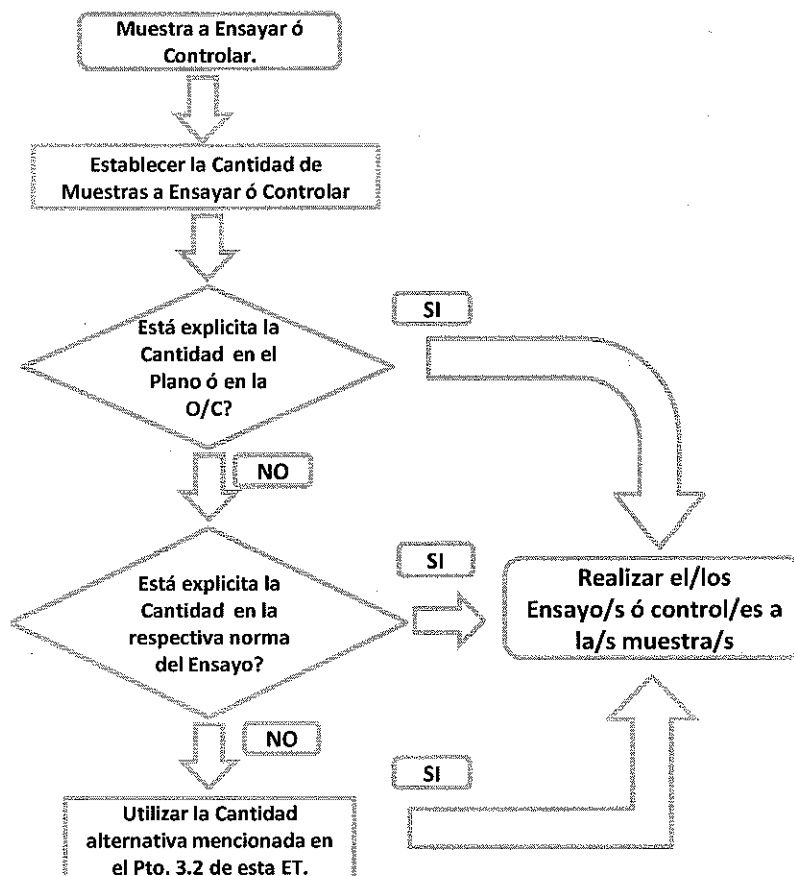 Muestra a Ensayar ó
Controlar.
Establecer la Cantidad de
Muestras a Ensayar ó Controlar
Está explicita la
Cantidad en el
Plano ó en la
O/C?
SI
NO
Está explicita la
Cantidad en la
respectiva norma
del Ensayo?
SI
Realizar el/los
Ensayo/s ó control/es a
la/s muestra/s
NO
SI
Utilizar la Cantidad
alternativa mencionada en
el Pto. 3.2 de esta ET.